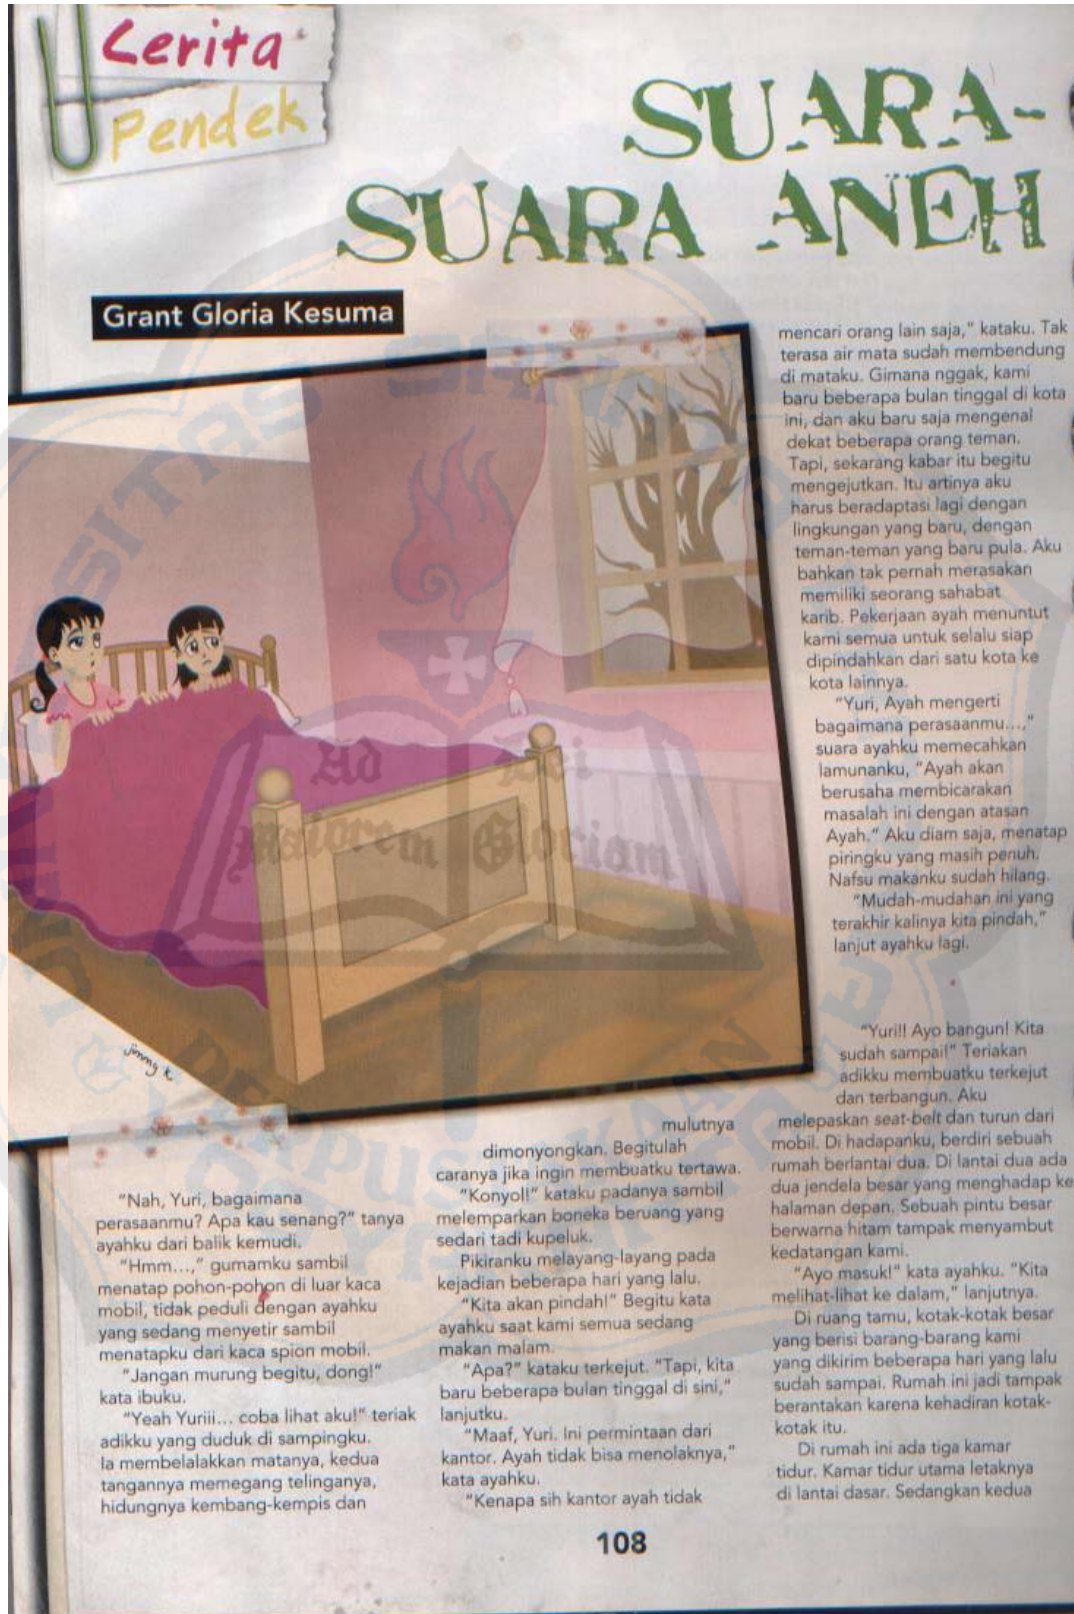 Cerita
Pendek
SUARA-
SUARA ANEH
Grant Gloria Kesuma
"Nah, Yuri, bagaimana
perasaanmu? Apa kau senang?" tanya
ayahku dari balik kemudi.
"Hmm...," gumamku sambil
menatap pohon-pohon di luar kaca
mobil, tidak peduli dengan ayahku
yang sedang menyetir sambil
menatapku dari kaca spion mobil.
"Jangan murung begitu, dong!"
kata ibuku.
"Yeah Yuriii... coba lihat aku!" teriak
adikku yang duduk di sampingku.
Ia membelalakkan matanya, kedua
tangannya memegang telinganya,
hidungnya kembang-kempis dan
mulutnya
dimonyongkan. Begitulah
caranya jika ingin membuatku tertawa.
"Konyol!" kataku padanya sambil
melemparkan boneka beruang yang
sedari tadi kupeluk.
Pikiranku melayang-layang pada
kejadian beberapa hari yang lalu.
"Kita akan pindah!" Begitu kata
ayahku saat kami semua sedang
makan malam.
"Apa?" kataku terkejut. "Tapi, kita
baru beberapa bulan tinggal di sini,"
lanjutku.
"Maaf, Yuri. Ini permintaan dari
kantor. Ayah tidak bisa menolaknya,"
kata ayahku.
"Kenapa sih kantor ayah tidak
mencari orang lain saja," kataku. Tak
terasa air mata sudah membendung
di mataku. Gimana nggak, kami
baru beberapa bulan tinggal di kota
ini, dan aku baru saja mengenal
dekat beberapa orang teman.
Tapi, sekarang kabar itu begitu
mengejutkan. Itu artinya aku
harus beradaptasi lagi dengan
lingkungan yang baru, dengan
teman-teman yang baru pula. Aku
bahkan tak pernah merasakan
memiliki seorang sahabat
karib. Pekerjaan ayah menuntut
kami semua untuk selalu siap
dipindahkan dari satu kota ke
kota lainnya.
"Yuri, Ayah mengerti
bagaimana perasaanmu...,"
suara ayahku memecahkan
lamunanku, "Ayah akan
berusaha membicarakan
masalah ini dengan atasan
Ayah." Aku diam saja, menatap
piringku yang masih penuh.
Nafsu makanku sudah hilang.
"Mudah-mudahan ini yang
terakhir kalinya kita pindah,"
lanjut ayahku lagi.
"Yuri!! Ayo bangun! Kita
sudah sampai!" Teriakan
adikku membuatku terkejut
dan terbangun. Aku
melepaskan seat-belt dan turun dari
mobil. Di hadapanku, berdiri sebuah
rumah berlantai dua. Di lantai dua ada
dua jendela besar yang menghadap ke
halaman depan. Sebuah pintu besar
berwarna hitam tampak menyambut
kedatangan kami.
"Ayo masuk!" kata ayahku. "Kita
melihat-lihat ke dalam," lanjutnya.
Di ruang tamu, kotak-kotak besar
yang berisi barang-barang kami
yang dikirim beberapa hari yang lalu
sudah sampai. Rumah ini jadi tampak
berantakan karena kehadiran kotak-
kotak itu.
Di rumah ini ada tiga kamar
tidur. Kamar tidur utama letaknya
di lantai dasar. Sedangkan kedua
jimmy t.
Ad Dei
Maiorem Gloriam
108